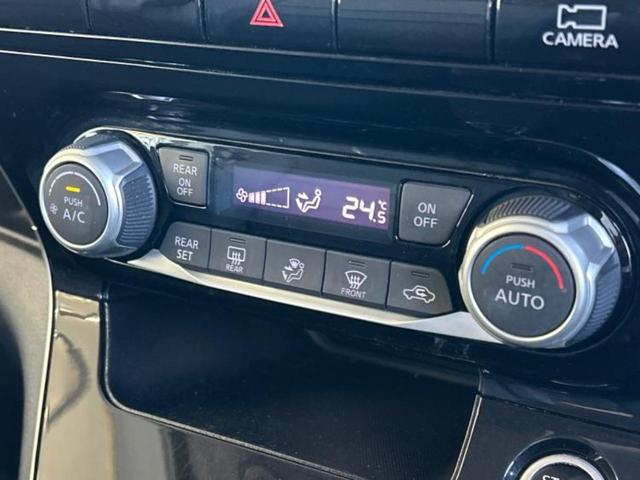 CAMERA
PUSH
A/C
REAR
ON
OFF
24.5 °C
ON
OFF
REAR
SET
REAR
FRONT
PUSH
AUTO